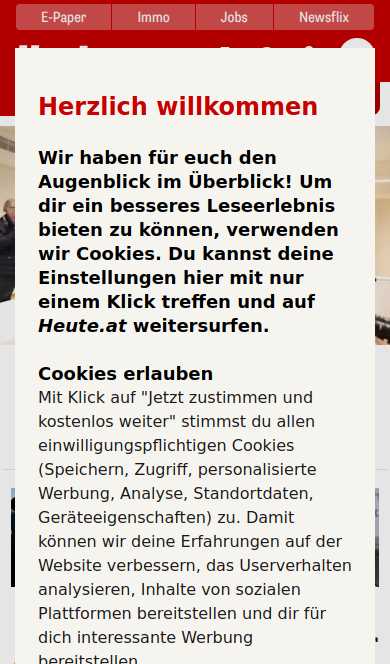 E-Paper
Immo
Jobs
Newsflix
Herzlich willkommen
Wir haben für euch den
Augenblick im Überblick! Um
dir ein besseres Leseerlebnis
bieten zu können, verwenden
wir Cookies. Du kannst deine
Einstellungen hier mit nur
einem Klick treffen und auf
Heute.at weitersurfen.
Cookies erlauben
Mit Klick auf "Jetzt zustimmen und
kostenlos weiter" stimmst du allen
einwilligungspflichtigen Cookies
(Speichern, Zugriff, personalisierte
Werbung, Analyse, Standortdaten,
Geräteeigenschaften) zu. Damit
können wir deine Erfahrungen auf der
Website verbessern, das Userverhalten
analysieren, Inhalte von sozialen
Plattformen bereitstellen und dir für
dich interessante Werbung
bereitstellen.